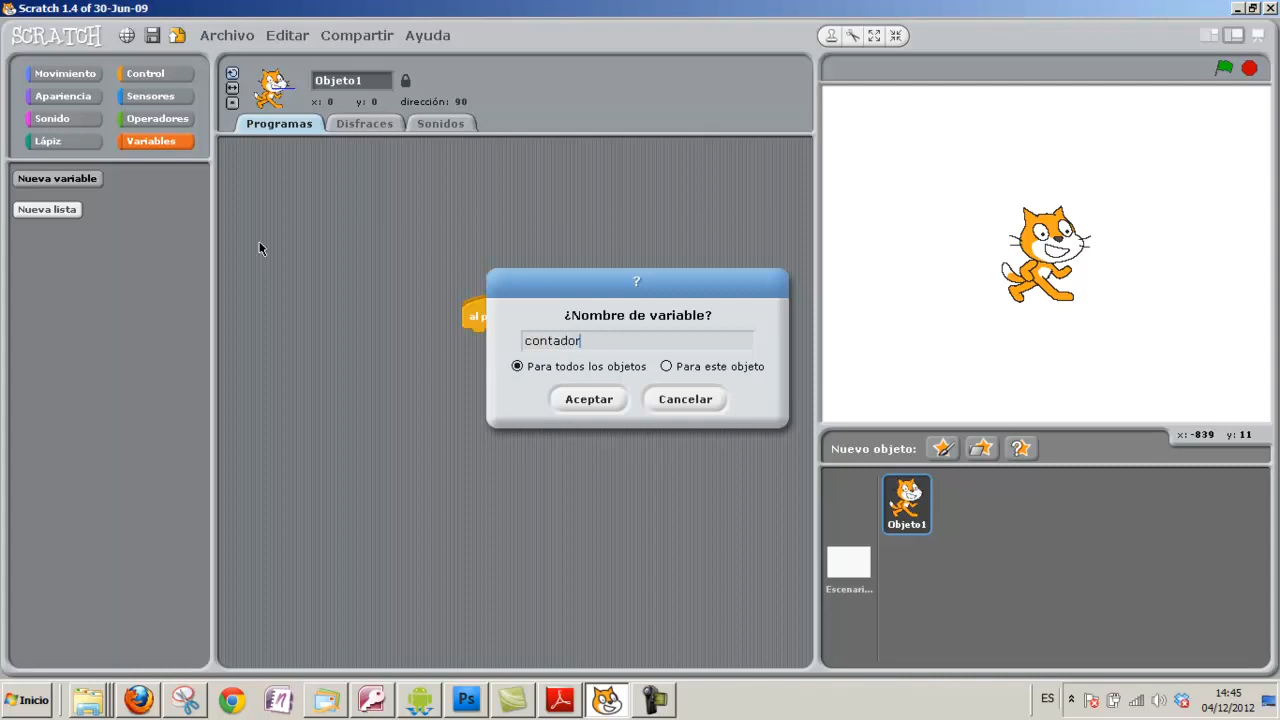 Scratch 1.4 of 30-Jun-09
SCRATCH
Archivo Editar Compartir Ayuda
Movimiento Control
Apariencia Sensores
Sonido Operadores
Lápiz Variables
Nueva variable
Nueva lista
Objeto1
x: 0 y: 0 dirección: 90
Programas Disfraces Sonidos
al p
?
¿Nombre de variable?
contador
Para todos los objetos Para este objeto
Aceptar Cancelar
x: -839 y: 11
Nuevo objeto:
Objeto1
Escenari...
Inicio
Ps
ES
14:45
04/12/2012